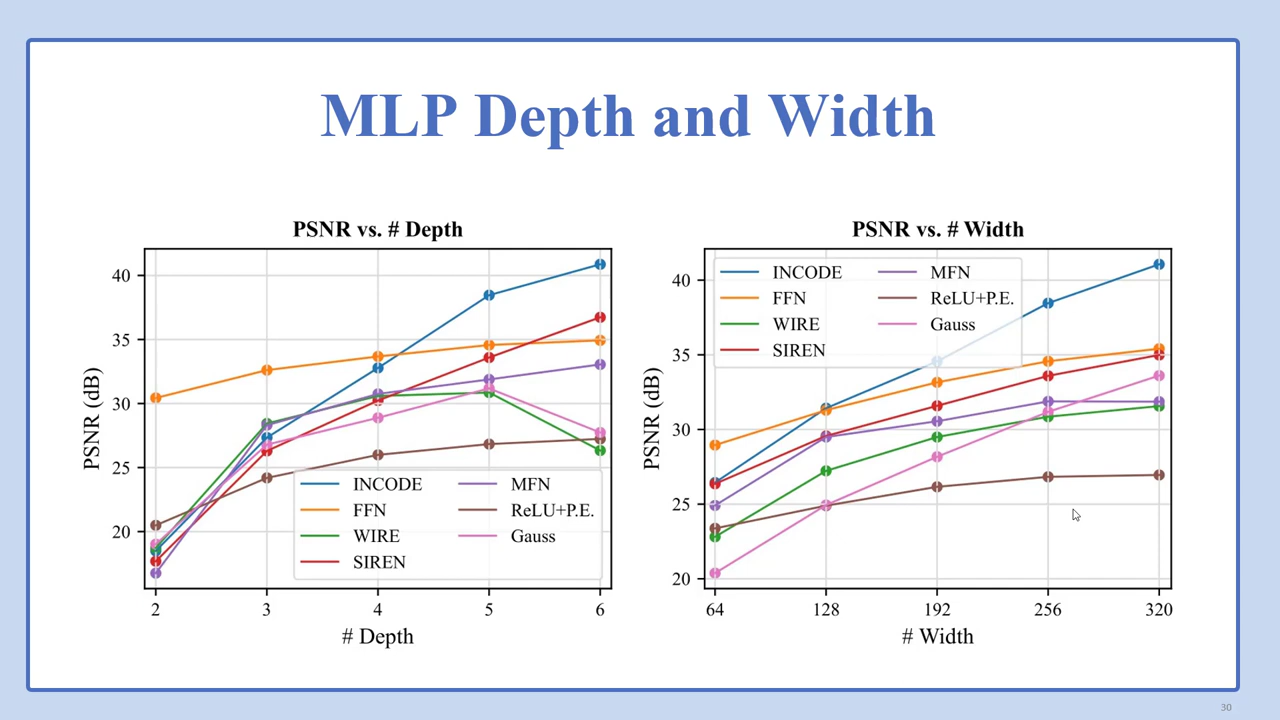 MLP Depth and Width
PSNR vs. # Depth
PSNR (dB)
40
35
30
25
20
2 3 4 5 6
# Depth
INCODE
FFN
WIRE
SIREN
MFN
ReLU+P.E.
Gauss
PSNR vs. # Width
PSNR (dB)
40
35
30
25
20
64 128 192 256 320
# Width
INCODE
FFN
WIRE
SIREN
MFN
ReLU+P.E.
Gauss
30